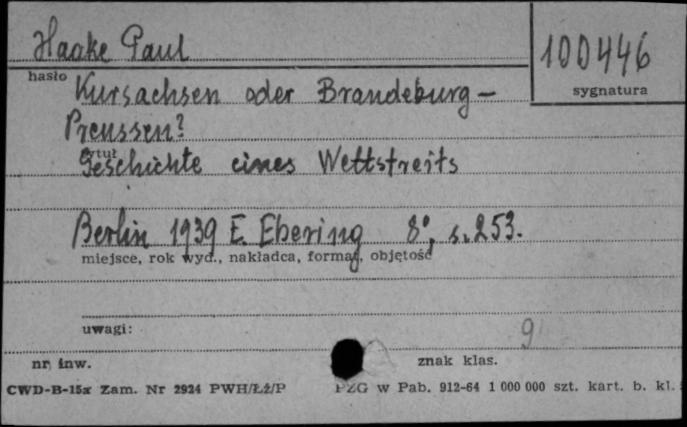 Haake Paul
100446
hasło
sygnatura
Kursachsen oder Brandeburg-
Preussen?
tytuł
Geschichte eines Wettstreits
Berlin 1939 E. Ebering 8°, s. 253.
miejsce, rok wyd., nakładca, format, objętość
uwagi:
9
nr. inw.
znak klas.
CWD-B-15x Zam. Nr 2924 PWH/ŁŻ/P PZG w Pab. 912-64 1 000 000 szt. kart. b. kl.